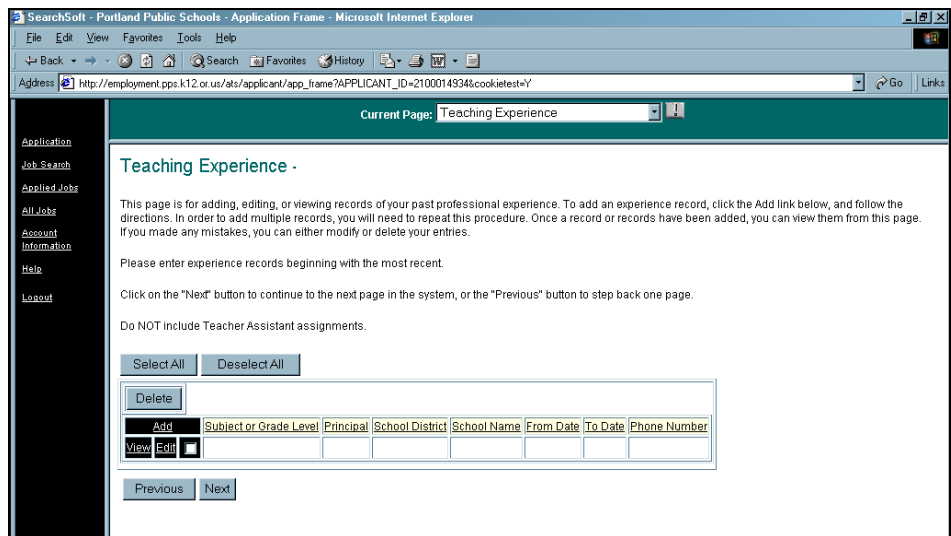 SearchSoft - Portland Public Schools - Application Frame - Microsoft Internet Explorer
File Edit View Favorites Tools Help
Back Search Favorites History
Address http://employment.pps.k12.or.us/ats/applicant/app_frame?APPLICANT_ID=2100014934&cookietest=Y Go Links
Current Page: Teaching Experience
Application
Job Search
Applied Jobs
All Jobs
Account
Information
Help
Logout
Teaching Experience -
This page is for adding, editing, or viewing records of your past professional experience. To add an experience record, click the Add link below, and follow the
directions. In order to add multiple records, you will need to repeat this procedure. Once a record or records have been added, you can view them from this page.
If you made any mistakes, you can either modify or delete your entries.
Please enter experience records beginning with the most recent.
Click on the "Next" button to continue to the next page in the system, or the "Previous" button to step back one page.
Do NOT include Teacher Assistant assignments.
Select All Deselect All
Delete
Add Subject or Grade Level Principal School District School Name From Date To Date Phone Number
View Edit
Previous Next